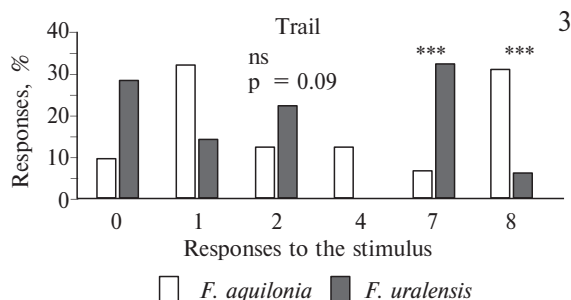 Trail
3
Responses, %
40
30
20
10
0
ns
p = 0.09
***
***
0 1 2 4 7 8
Responses to the stimulus
F. aquilonia F. uralensis